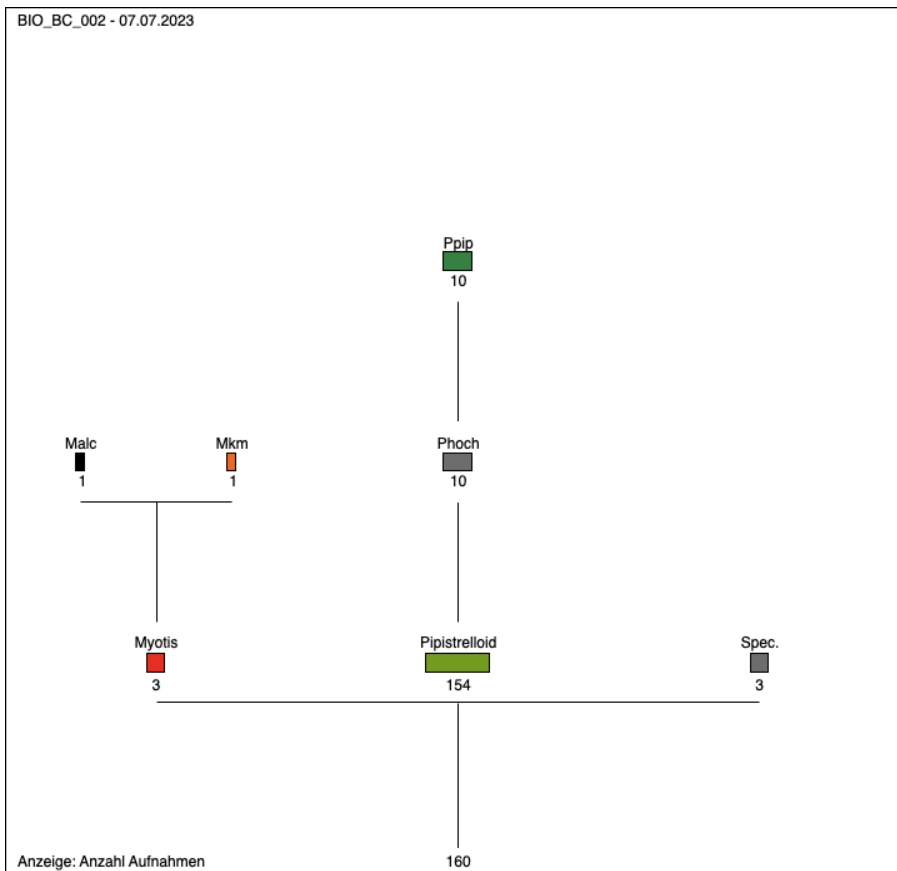 BIO_BC_002 - 07.07.2023
Ppip
10
Malc Mkm Phoch
1 1 10
Myotis Pipistrelloid Spec.
3 154 3
Anzeige: Anzahl Aufnahmen 160